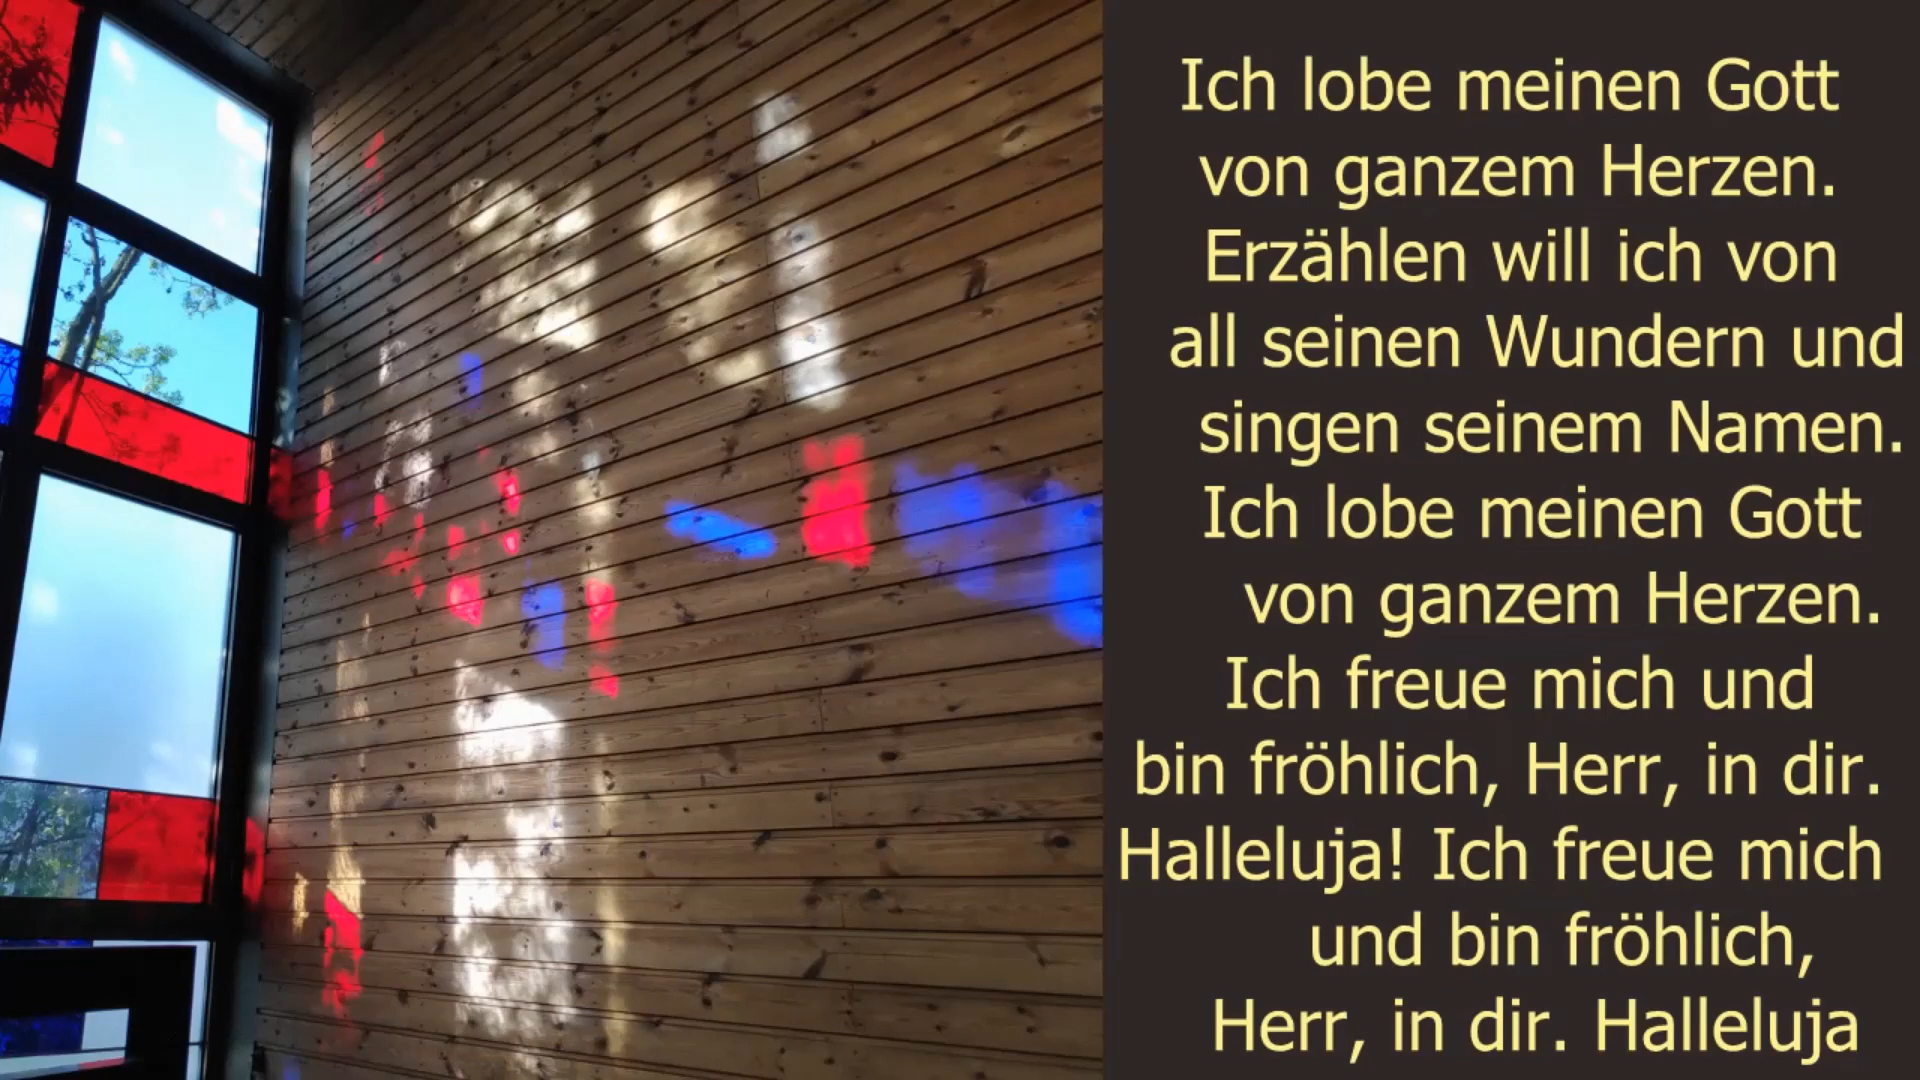 Ich lobe meinen Gott
von ganzem Herzen.
Erzählen will ich von
all seinen Wundern und
singen seinem Namen.
Ich lobe meinen Gott
von ganzem Herzen.
Ich freue mich und
bin fröhlich, Herr, in dir.
Halleluja! Ich freue mich
und bin fröhlich,
Herr, in dir. Halleluja